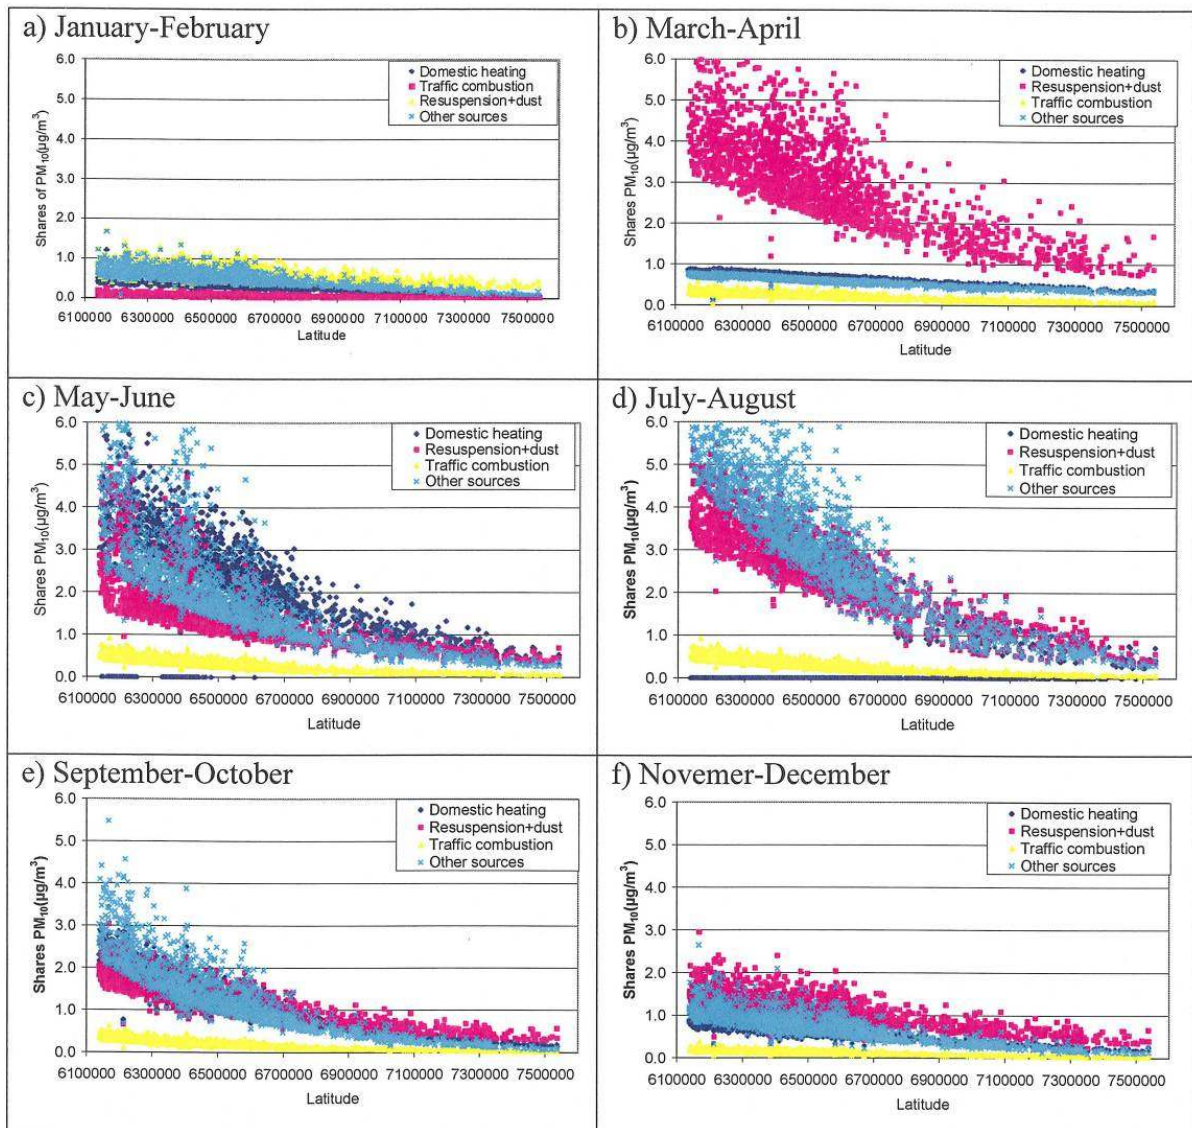 a) January-February
6.0
5.0
4.0
3.0
2.0
1.0
0.0
Shares of PM₁₀(µg/m³)
Domestic heating
Traffic combustion
Resuspension+dust
Other sources
6100000 6300000 6500000 6700000 6900000 7100000 7300000 7500000
Latitude
b) March-April
6.0
5.0
4.0
3.0
2.0
1.0
0.0
Shares PM₁₀(µg/m³)
Domestic heating
Resuspension+dust
Traffic combustion
Other sources
6100000 6300000 6500000 6700000 6900000 7100000 7300000 7500000
Latitude
c) May-June
6.0
5.0
4.0
3.0
2.0
1.0
0.0
Shares PM₁₀(µg/m³)
Domestic heating
Resuspension+dust
Traffic combustion
Other sources
6100000 6300000 6500000 6700000 6900000 7100000 7300000 7500000
Latitude
d) July-August
6.0
5.0
4.0
3.0
2.0
1.0
0.0
Shares PM₁₀(µg/m³)
Domestic heating
Resuspension+dust
Traffic combustion
Other sources
6100000 6300000 6500000 6700000 6900000 7100000 7300000 7500000
Latitude
e) September-October
6.0
5.0
4.0
3.0
2.0
1.0
0.0
Shares PM₁₀(µg/m³)
Domestic heating
Resuspension+dust
Traffic combustion
Other sources
6100000 6300000 6500000 6700000 6900000 7100000 7300000 7500000
Latitude
f) Novemer-December
6.0
5.0
4.0
3.0
2.0
1.0
0.0
Shares PM₁₀(µg/m³)
Domestic heating
Resuspension+dust
Traffic combustion
Other sources
6100000 6300000 6500000 6700000 6900000 7100000 7300000 7500000
Latitude